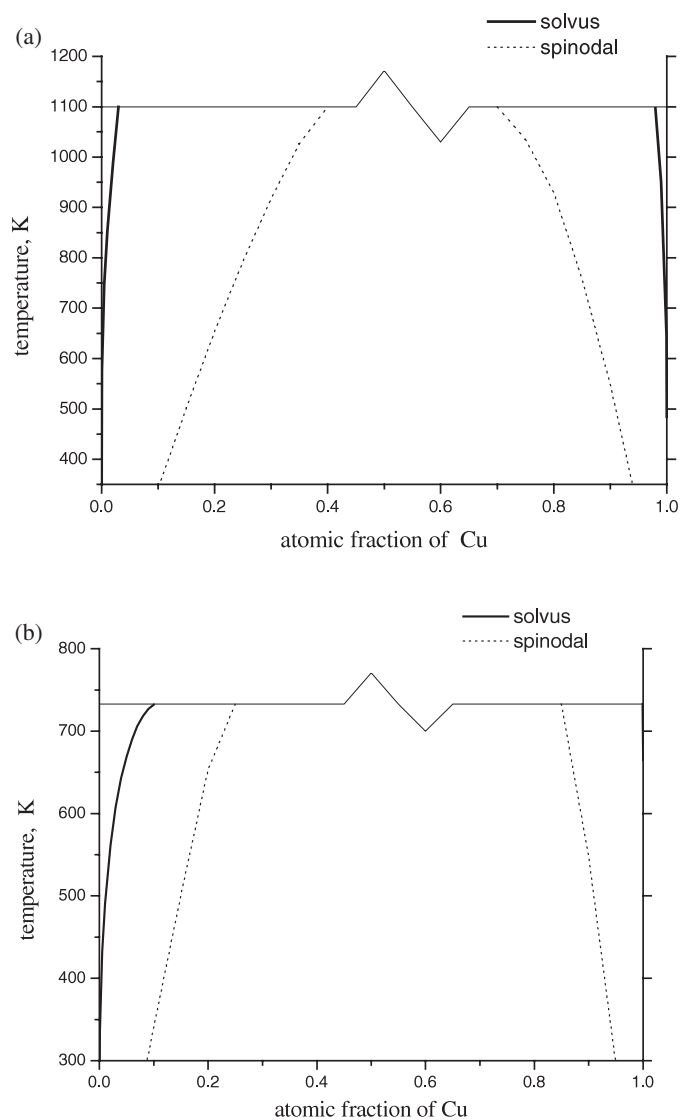 (a)
solvus
spinodal
1200
1100
1000
900
800
700
600
500
400
temperature, K
0.0 0.2 0.4 0.6 0.8 1.0
atomic fraction of Cu
(b)
solvus
spinodal
800
700
600
500
400
300
temperature, K
0.0 0.2 0.4 0.6 0.8 1.0
atomic fraction of Cu